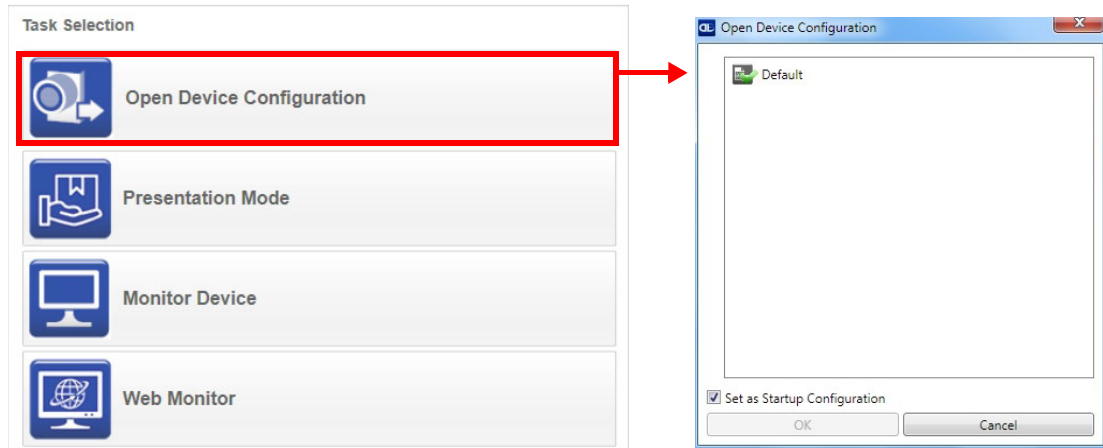 Task Selection
Open Device Configuration
Presentation Mode
Monitor Device
Web Monitor
Open Device Configuration
Default
Set as Startup Configuration
OK
Cancel